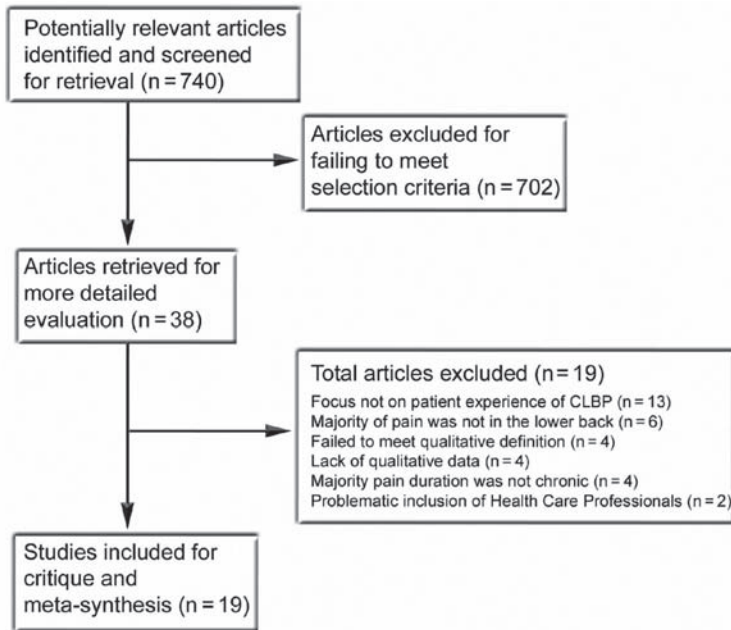 Potentially relevant articles
identified and screened
for retrieval (n = 740)
Articles excluded for
failing to meet
selection criteria (n = 702)
Articles retrieved for
more detailed
evaluation (n = 38)
Total articles excluded (n = 19)
Focus not on patient experience of CLBP (n = 13)
Majority of pain was not in the lower back (n = 6)
Failed to meet qualitative definition (n = 4)
Lack of qualitative data (n = 4)
Majority pain duration was not chronic (n = 4)
Problematic inclusion of Health Care Professionals (n = 2)
Studies included for
critique and
meta-synthesis (n = 19)